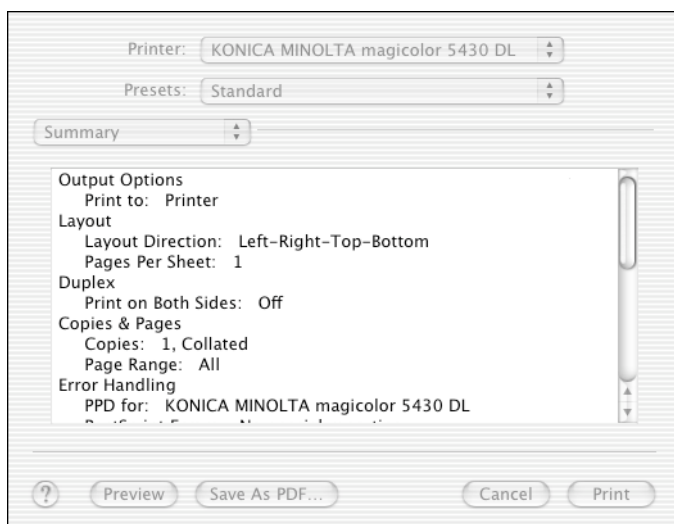 Printer: KONICA MINOLTA magicolor 5430 DL
Presets: Standard
Summary
Output Options
Print to: Printer
Layout
Layout Direction: Left-Right-Top-Bottom
Pages Per Sheet: 1
Duplex
Print on Both Sides: Off
Copies & Pages
Copies: 1, Collated
Page Range: All
Error Handling
PPD for: KONICA MINOLTA magicolor 5430 DL
? Preview Save As PDF... Cancel Print